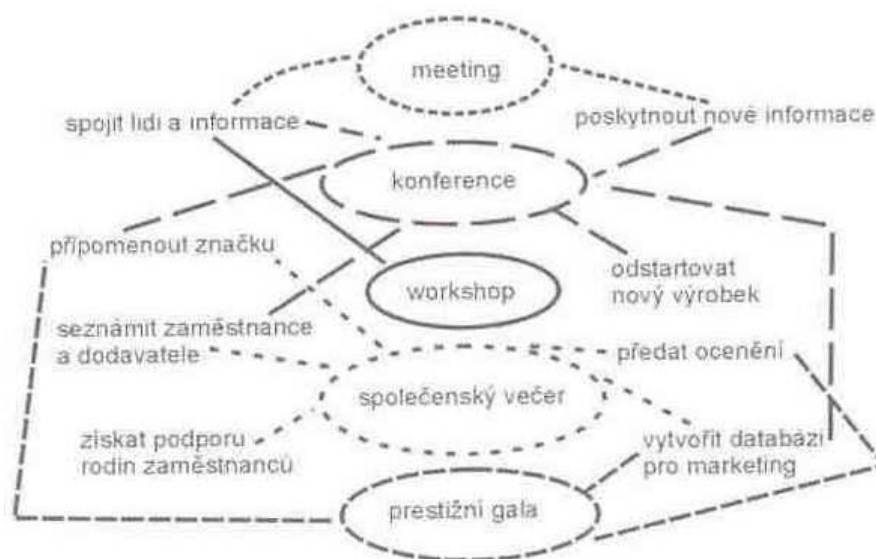 meeting
spojit lidi a informace
poskytnout nové informace
konference
připomenout značku
odstartovat
nový výrobek
workshop
seznámit zaměstnance
a dodavatele
předat ocenění
společenský večer
získat podporu
rodin zaměstnanců
vytvořit databázi
pro marketing
prestižní gala